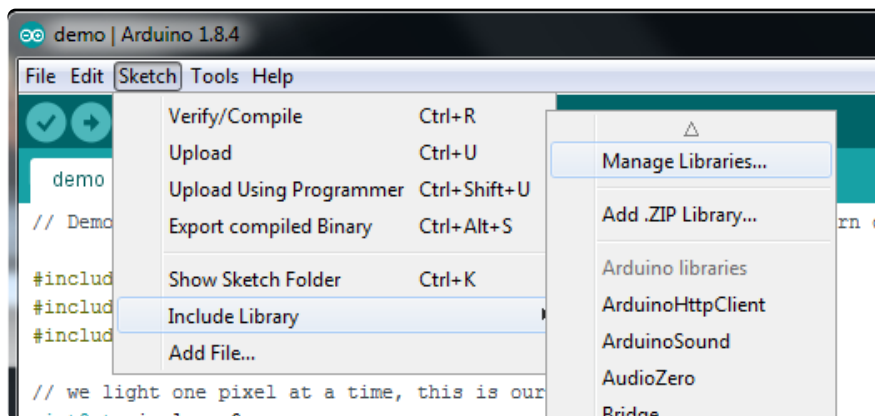 demo | Arduino 1.8.4
File Edit Sketch Tools Help
Verify/Compile Ctrl+R
Upload Ctrl+U
Upload Using Programmer Ctrl+Shift+U
Export compiled Binary Ctrl+Alt+S
Show Sketch Folder Ctrl+K
Include Library
Add File...
Manage Libraries...
Add .ZIP Library...
Arduino libraries
ArduinoHttpClient
ArduinoSound
AudioZero
Bridge
demo
// Demo
#includ
#includ
#includ
// we light one pixel at a time, this is our